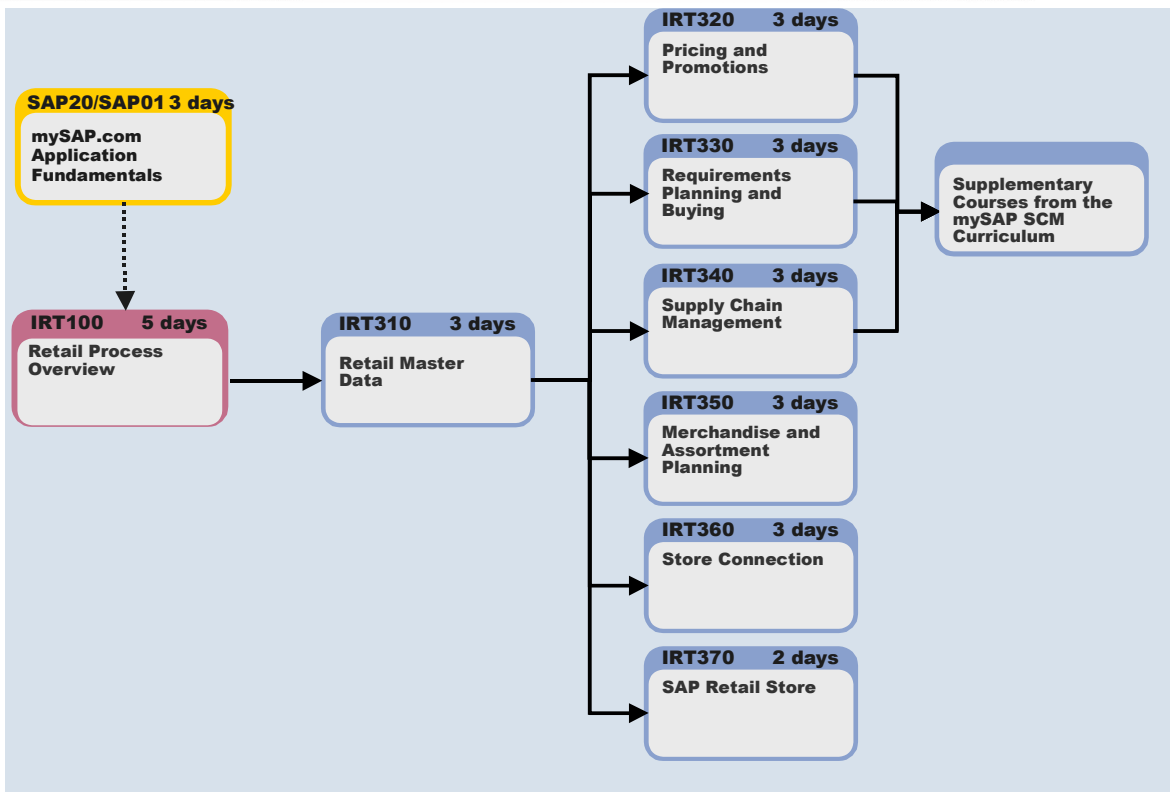 SAP20/SAP01 3 days
mySAP.com
Application
Fundamentals
IRT100 5 days
Retail Process
Overview
IRT310 3 days
Retail Master
Data
IRT320 3 days
Pricing and
Promotions
IRT330 3 days
Requirements
Planning and
Buying
IRT340 3 days
Supply Chain
Management
IRT350 3 days
Merchandise and
Assortment
Planning
IRT360 3 days
Store Connection
IRT370 2 days
SAP Retail Store
Supplementary
Courses from the
mySAP SCM
Curriculum